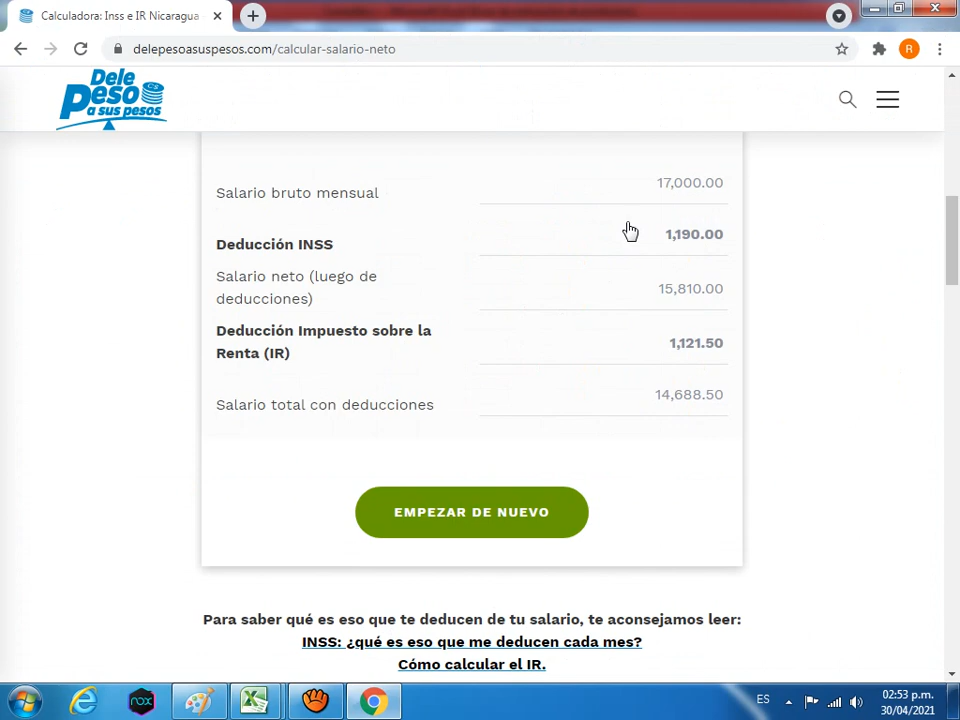 Calculadora: Inss e IR Nicaragua
delepesoasuspesos.com/calcular-salario-neto
R
Dele
Peso
a sus pesos
C$
Salario bruto mensual
17,000.00
Deducción INSS
1,190.00
Salario neto (luego de
deducciones)
15,810.00
Deducción Impuesto sobre la
Renta (IR)
1,121.50
Salario total con deducciones
14,688.50
EMPEZAR DE NUEVO
Para saber qué es eso que te deducen de tu salario, te aconsejamos leer:
INSS: ¿qué es eso que me deducen cada mes?
Cómo calcular el IR.
nox
ES
02:53 p.m.
30/04/2021